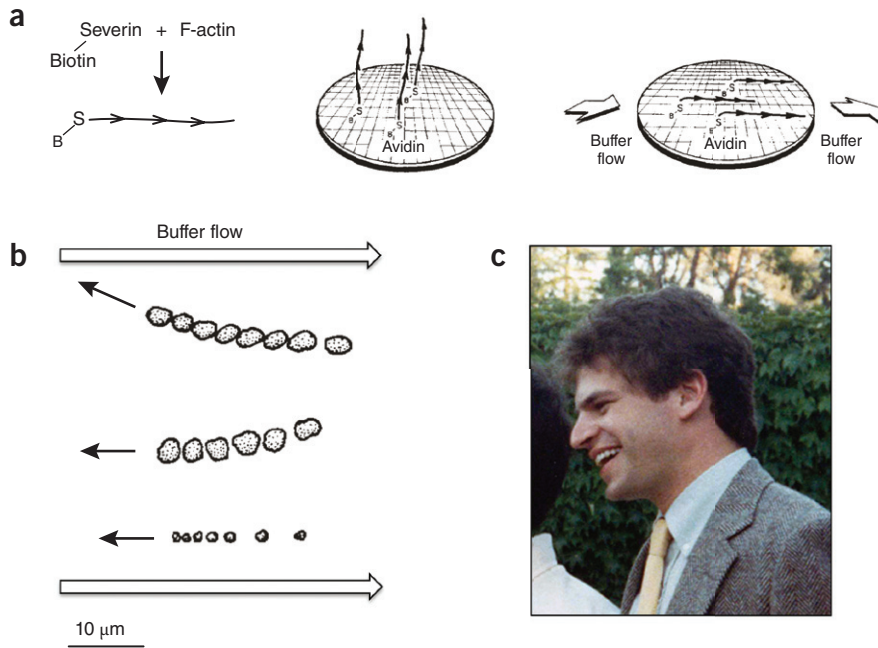 a
Severin + F-actin
Biotin
S
B
S
B
S
B
S
B
Avidin
S
B
S
B
S
B
Avidin
Buffer
flow
Buffer
flow
b
Buffer flow
10 μm
c